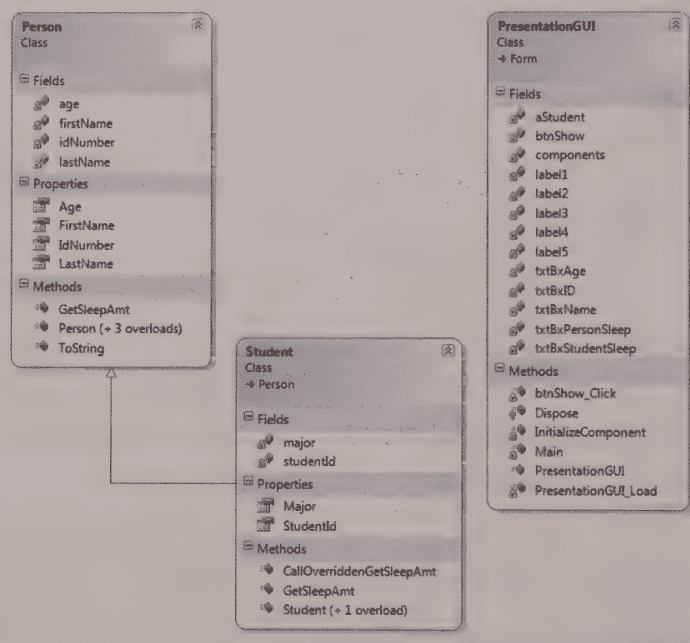 Person
Class
Fields
age
firstName
idNumber
lastName
Properties
Age
FirstName
IdNumber
LastName
Methods
GetSleepAmt
Person (+ 3 overloads)
ToString
Student
Class
Person
Fields
major
studentId
Properties
Major
StudentId
Methods
CallOverriddenGetSleepAmt
GetSleepAmt
Student (+ 1 overload)
PresentationGUI
Class
Form
Fields
aStudent
btnShow
components
label1
label2
label3
label4
label5
txtBxAge
txtBxID
txtBxName
txtBxPersonSleep
txtBxStudentSleep
Methods
btnShow_Click
Dispose
InitializeComponent
Main
PresentationGUI
PresentationGUI_Load